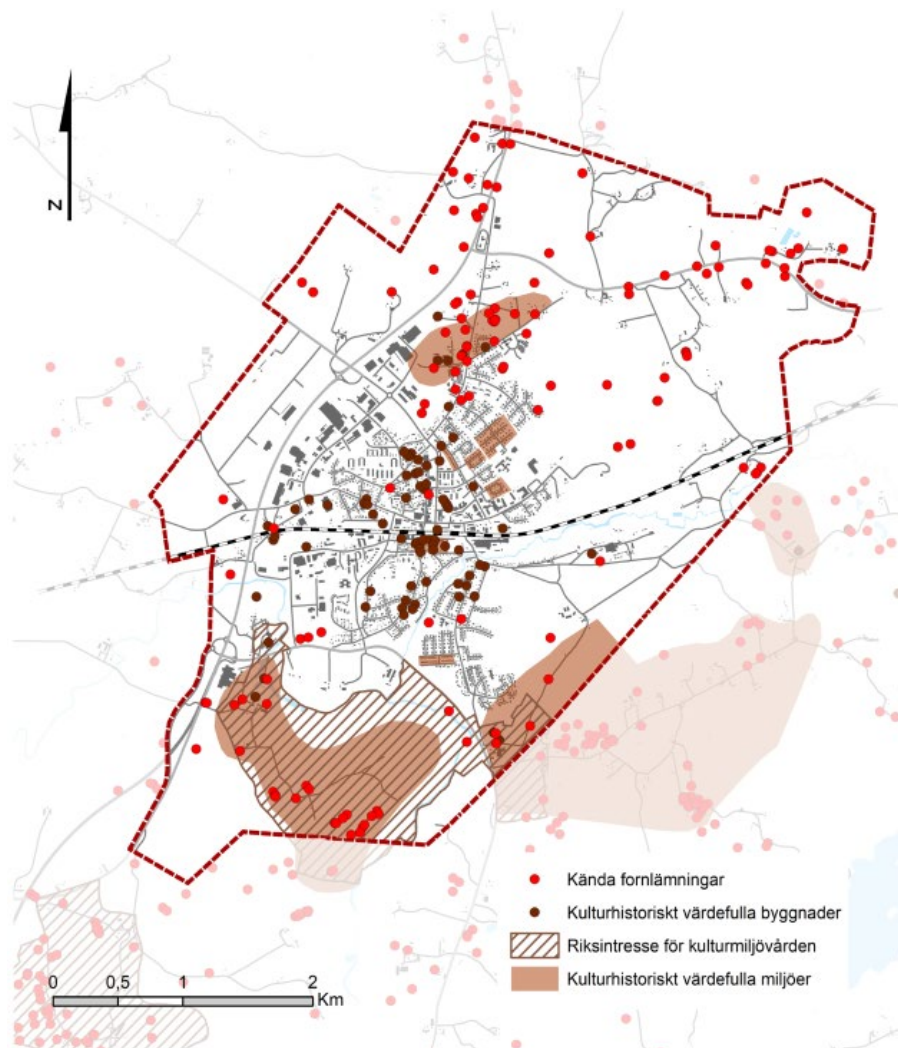 N
Kända fornlämningar
Kulturhistoriskt värdefulla byggnader
Riksintresse för kulturmiljövården
Kulturhistoriskt värdefulla miljöer
0 0,5 1 2
Km